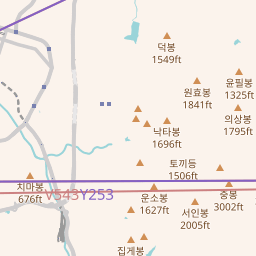 덕봉
1549ft
윤필봉
1325ft
원효봉
1841ft
의상봉
1795ft
낙타봉
1696ft
토끼등
1506ft
치마봉
676ft
V543Y253
중봉
3002ft
운소봉
1627ft
서인봉
2005ft
집게봉